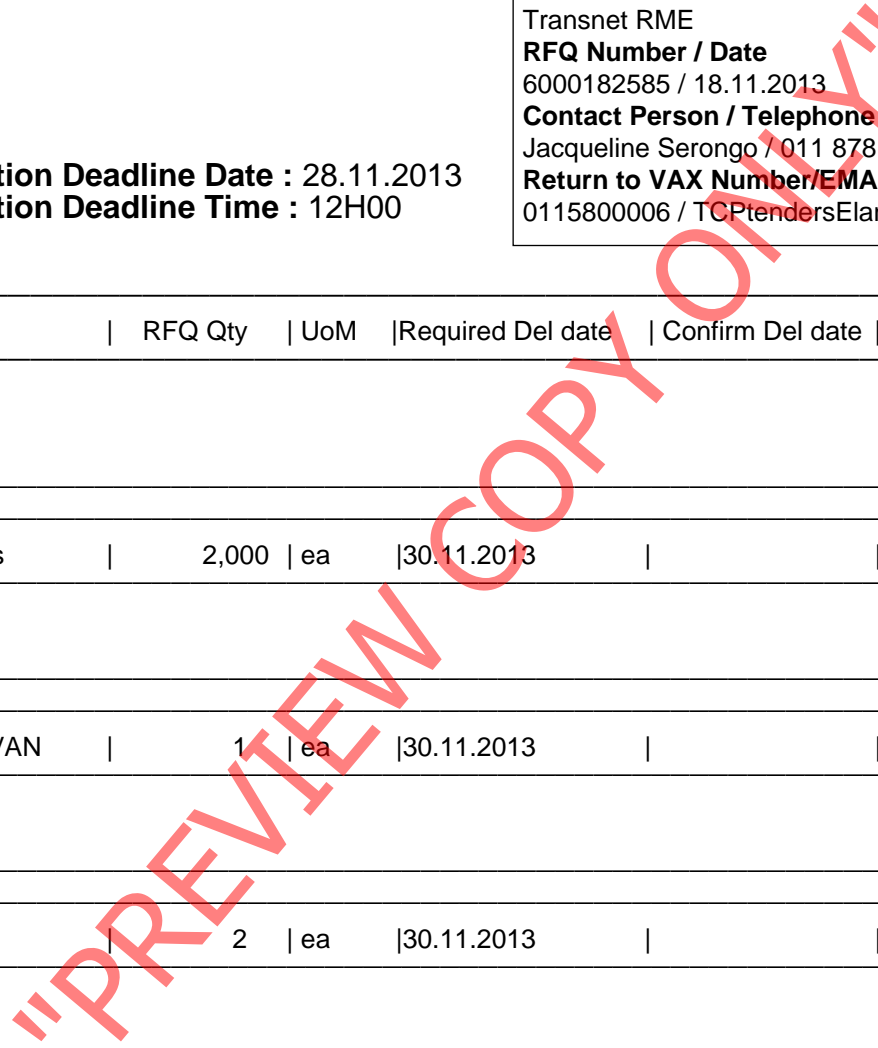 Transnet RME
RFQ Number / Date
6000182585 / 18.11.2013
Contact Person / Telephone
Jacqueline Serongo / 011 878
Return to VAX Number/EMA
0115800006 / TCPtendersElan
tion Deadline Date : 28.11.2013
tion Deadline Time : 12H00
| RFQ Qty | UoM |Required Del date | Confirm Del date |
s | 2,000 | ea |30.11.2013 | |
VAN | 1 | ea |30.11.2013 | |
| 2 | ea |30.11.2013 | |
"PREVIEW COPY ONLY"